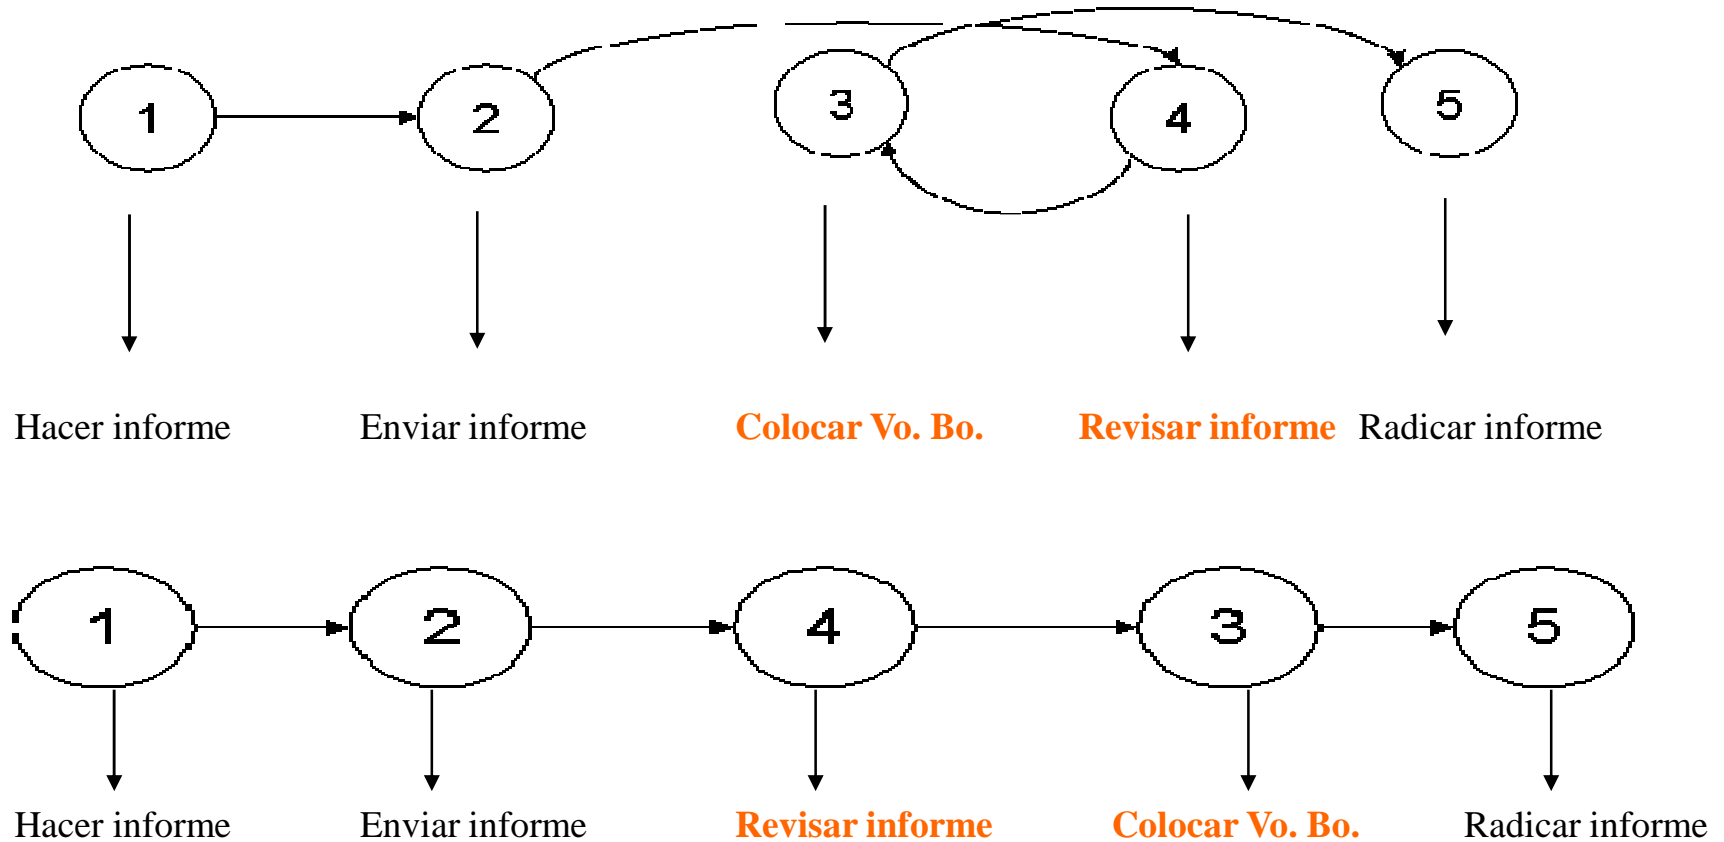 1 2 3 4 5
Hacer informe Enviar informe Colocar Vo. Bo. Revisar informe Radicar informe
1 2 4 3 5
Hacer informe Enviar informe Revisar informe Colocar Vo. Bo. Radicar informe